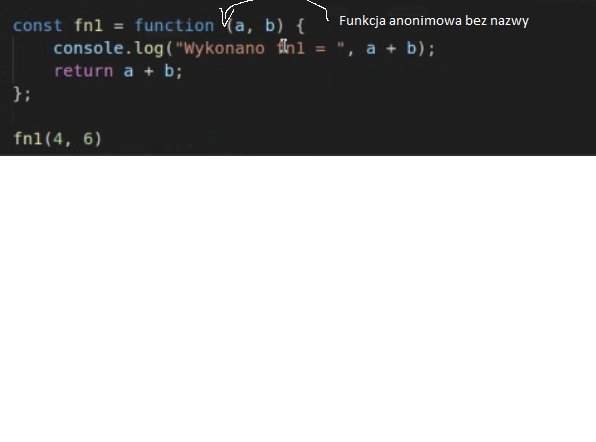 const fn1 = function (a, b) {
Funkcja anonimowa bez nazwy
console.log("Wykonano fn1 = ", a + b);
return a + b;
};
fn1(4, 6)